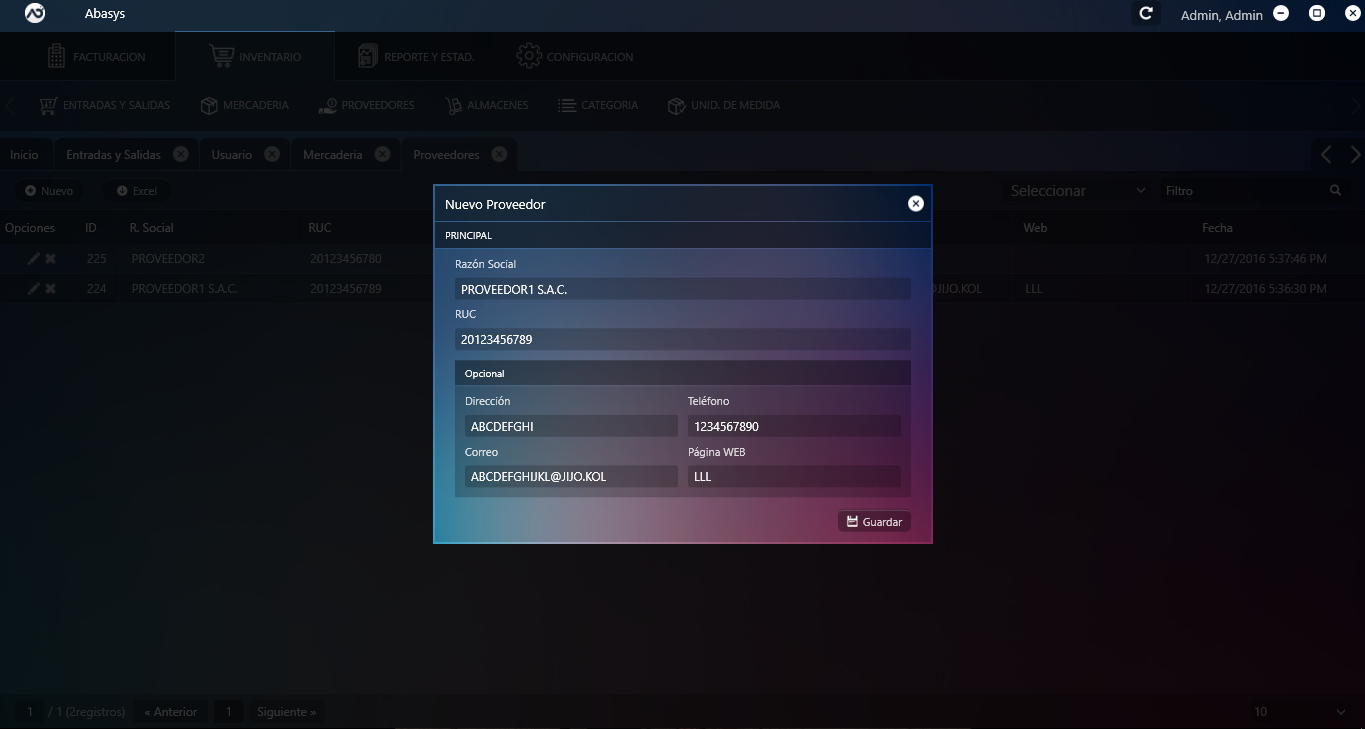 Abasys
Admin, Admin
FACTURACION INVENTARIO REPORTE Y ESTAD. CONFIGURACION
ENTRADAS Y SALIDAS MERCADERIA PROVEEDORES ALMACENES CATEGORIA UNID. DE MEDIDA
Inicio Entradas y Salidas Usuario Mercaderia Proveedores
Nuevo Excel Seleccionar Filtro
Opciones ID R. Social RUC Web Fecha
225 PROVEEDOR2 20123456780 12/27/2016 5:37:46 PM
224 PROVEEDOR1 S.A.C. 20123456789 @JIJO.KOL LLL 12/27/2016 5:36:30 PM
Nuevo Proveedor
PRINCIPAL
Razón Social
PROVEEDOR1 S.A.C.
RUC
20123456789
Opcional
Dirección Teléfono
ABCDEFGHI 1234567890
Correo Página WEB
ABCDEFGHIJKL@JIJO.KOL LLL
Guardar
1 / 1 (2registros) « Anterior 1 Siguiente » 10